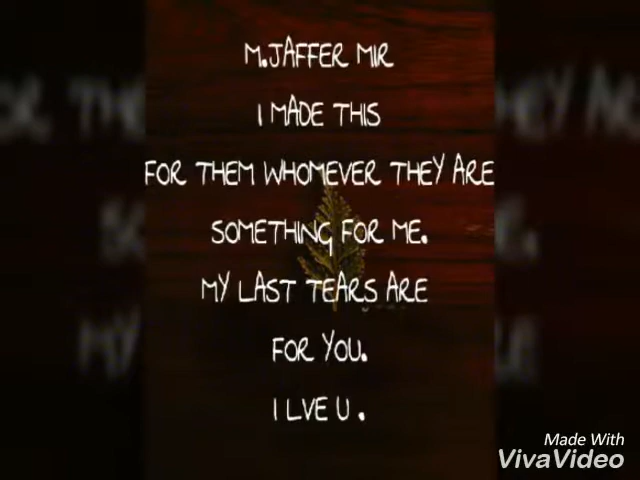 M.JAFFER MIR
I MADE THIS
FOR THEM WHOMEVER THEY ARE
SOMETHING FOR ME.
MY LAST TEARS ARE
FOR YOU.
I LVE U .
Made With
VivaVideo